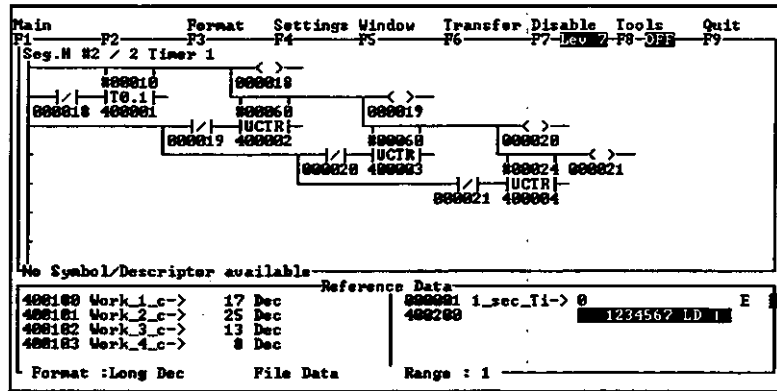 Main Format Settings Window Transfer Disable Tools Quit
F1 F2 F3 F4 F5 F6 F7-Lev 7 F8-OFF F9
Seg.H #2 / 2 Timer 1
#00010 000018
000018 T0.1 400001 #00060 000019
000019 UCTR 400002 #00060 000020
000020 UCTR 400003 #00024 000021
000021 UCTR 400004
No Symbol/Descriptor available
Reference Data
400100 Work_1_c-> 17 Dec 000001 1_sec_Ti-> 0 E
400101 Work_2_c-> 25 Dec 400200 1234567 LD
400102 Work_3_c-> 13 Dec
400103 Work_4_c-> 8 Dec
Format :Long Dec File Data Range : 1